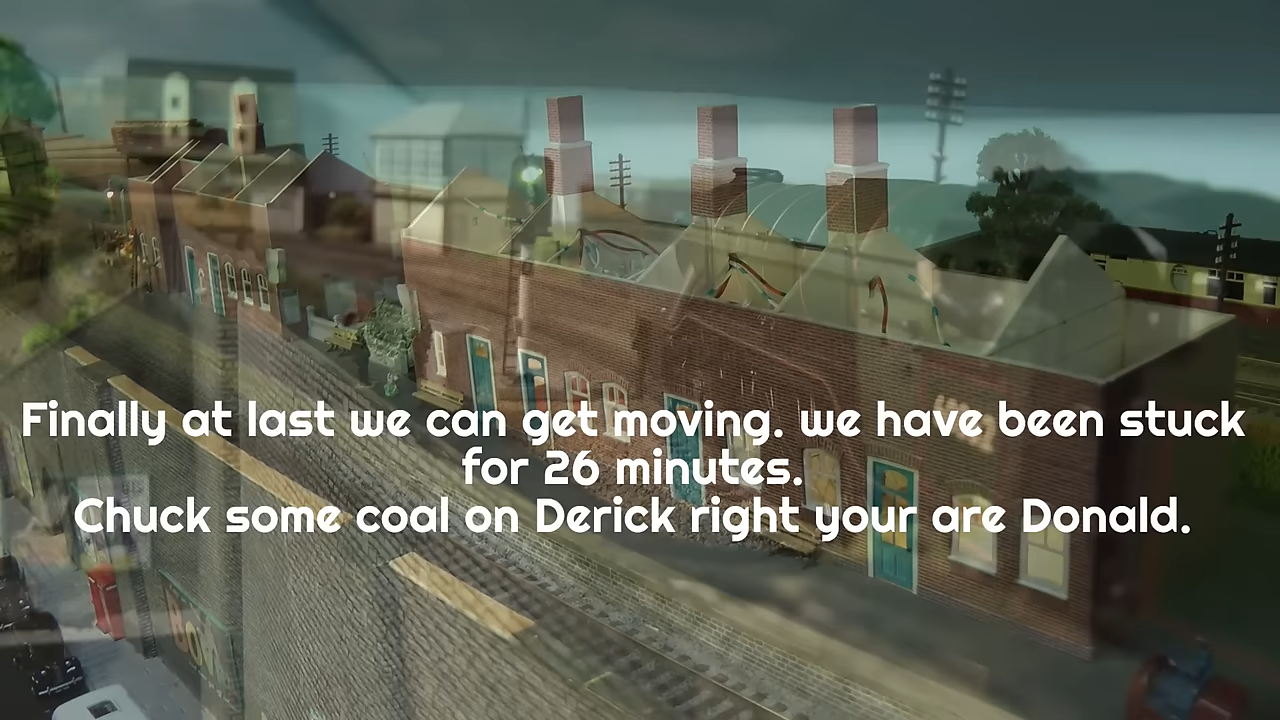 Finally at last we can get moving. we have been stuck
for 26 minutes.
Chuck some coal on Derick right your are Donald.